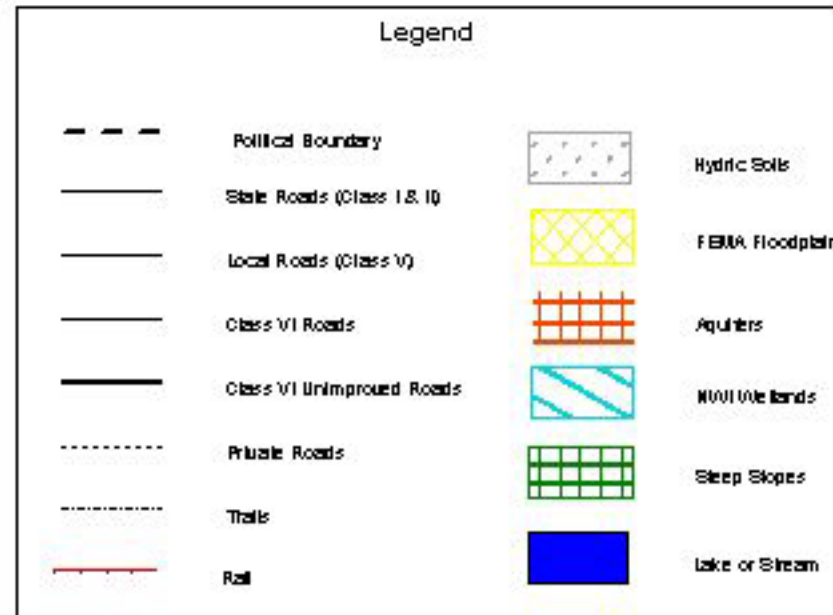 Legend
Political Boundary
State Roads (Class I & II)
Local Roads (Class V)
Class VI Roads
Class VI Unimproved Roads
Private Roads
Trails
Rail
Hydric Soils
FEMA Floodplain
Aquifers
NWI Wetlands
Steep Slopes
Lake or Stream